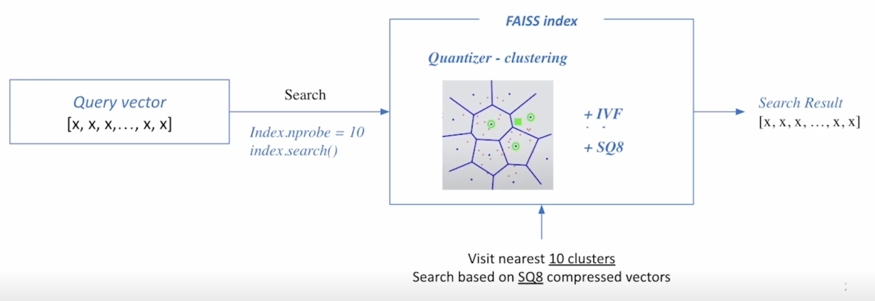 FAISS index
Quantizer - clustering
Query vector
[x, x, x,..., x, x]
Search
Index.nprobe = 10
index.search()
+ IVF
+ SQ8
Search Result
[x, x, x, ..., x, x]
Visit nearest 10 clusters
Search based on SQ8 compressed vectors